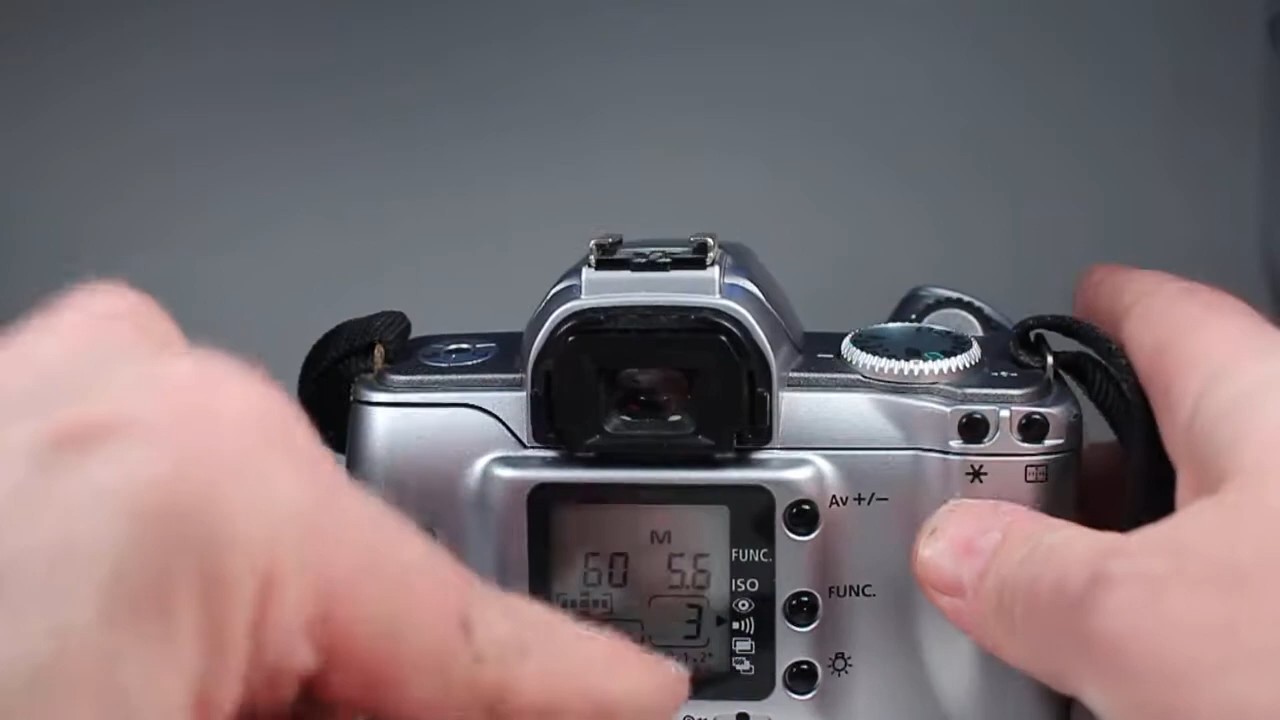 Av +/−
M
FUNC.
60 5.6
ISO
FUNC.
3